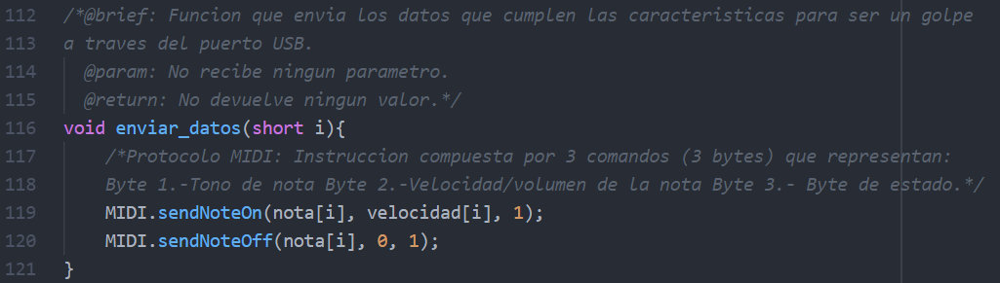 112 /*@brief: Funcion que envia los datos que cumplen las caracteristicas para ser un golpe
113 a traves del puerto USB.
114 @param: No recibe ningun parametro.
115 @return: No devuelve ningun valor.*/
116 void enviar_datos(short i){
117 /*Protocolo MIDI: Instruccion compuesta por 3 comandos (3 bytes) que representan:
118 Byte 1.-Tono de nota Byte 2.-Velocidad/volumen de la nota Byte 3.- Byte de estado.*/
119 MIDI.sendNoteOn(nota[i], velocidad[i], 1);
120 MIDI.sendNoteOff(nota[i], 0, 1);
121 }